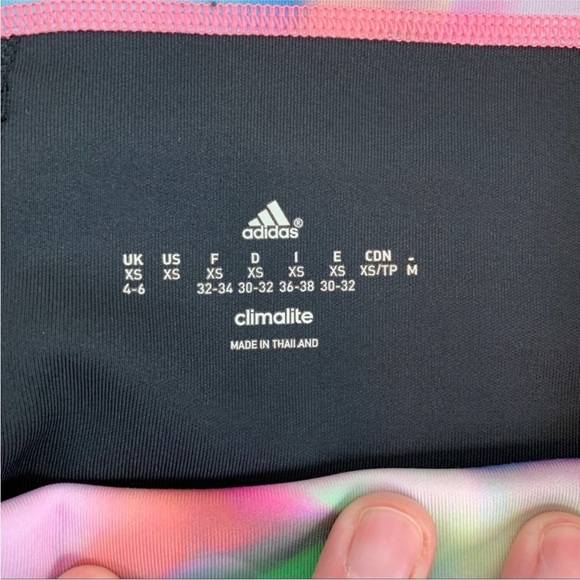 adidas®
UK US F D I E CDN -
XS XS XS XS XS XS XS/TP M
4-6 32-34 30-32 36-38 30-32
climalite
MADE IN THAILAND